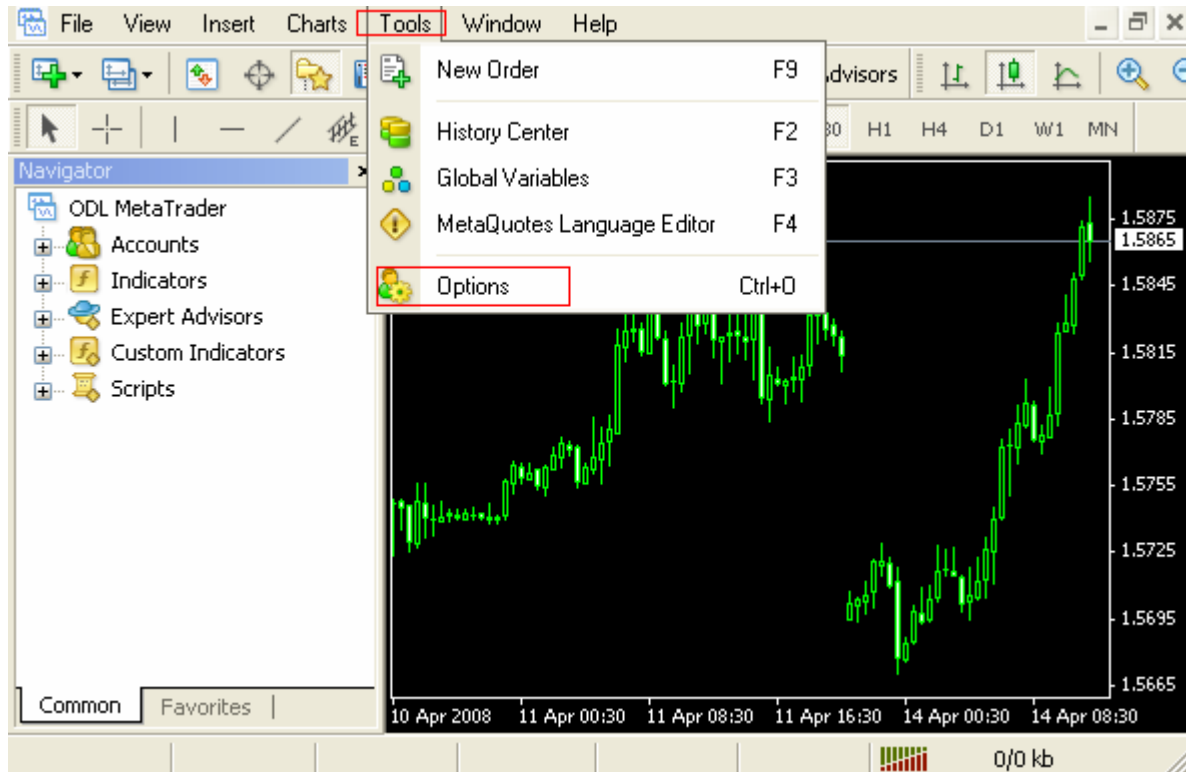 File View Insert Charts Tools Window Help
New Order F9
History Center F2
Global Variables F3
MetaQuotes Language Editor F4
Options Ctrl+O
H1 H4 D1 W1 MN
Navigator
ODL MetaTrader
Accounts
Indicators
Expert Advisors
Custom Indicators
Scripts
Common Favorites
1.5875
1.5865
1.5845
1.5815
1.5785
1.5755
1.5725
1.5695
1.5665
10 Apr 2008 11 Apr 00:30 11 Apr 08:30 11 Apr 16:30 14 Apr 00:30 14 Apr 08:30
0/0 kb